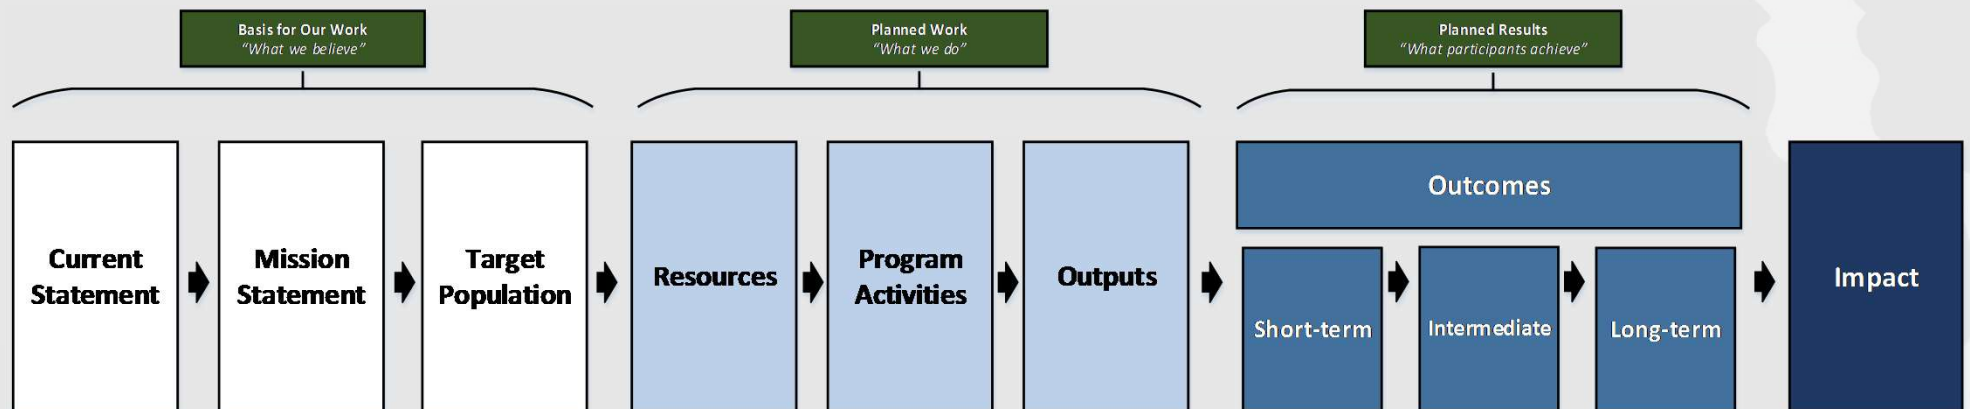 Basis for Our Work
“What we believe”
Planned Work
“What we do”
Planned Results
“What participants achieve”
Current
Statement
Mission
Statement
Target
Population
Resources
Program
Activities
Outputs
Outcomes
Short-term
Intermediate
Long-term
Impact